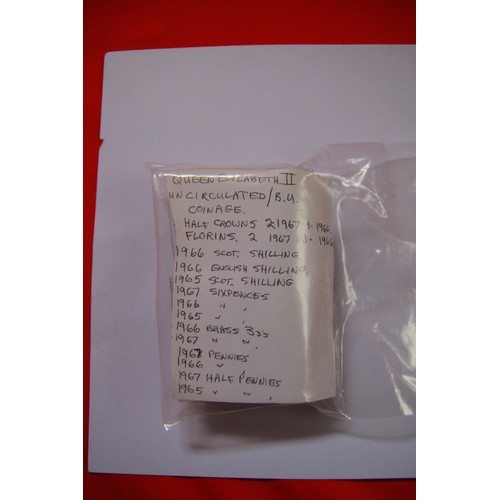 QUEEN ELIZABETH II
UNCIRCULATED/B.U.
COINAGE.
HALF CROWNS 2 1967 1. 1966
FLORINS, 2 1967 1. 1966
1966 SCOT. SHILLING
1966 ENGLISH SHILLING
1965 SCOT. SHILLING
1967 SIXPENCES
1966 " ,
1965 " ,
1966 BRASS 3D's
1967 " " ,
1967 PENNIES
1966 "
1967 HALF PENNIES
1965 " " ,